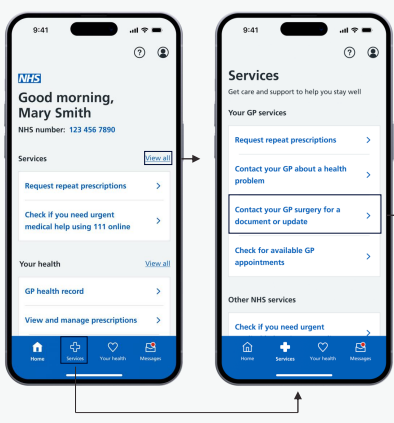 9:41
NHS
Good morning,
Mary Smith
NHS number: 123 456 7890
Services
View all
Request repeat prescriptions
Check if you need urgent
medical help using 111 online
Your health
View all
GP health record
View and manage prescriptions
Home
Services
Your health
Messages
9:41
Services
Get care and support to help you stay well
Your GP services
Request repeat prescriptions
Contact your GP about a health
problem
Contact your GP surgery for a
document or update
Check for available GP
appointments
Other NHS services
Check if you need urgent
Home
Services
Your health
Messages